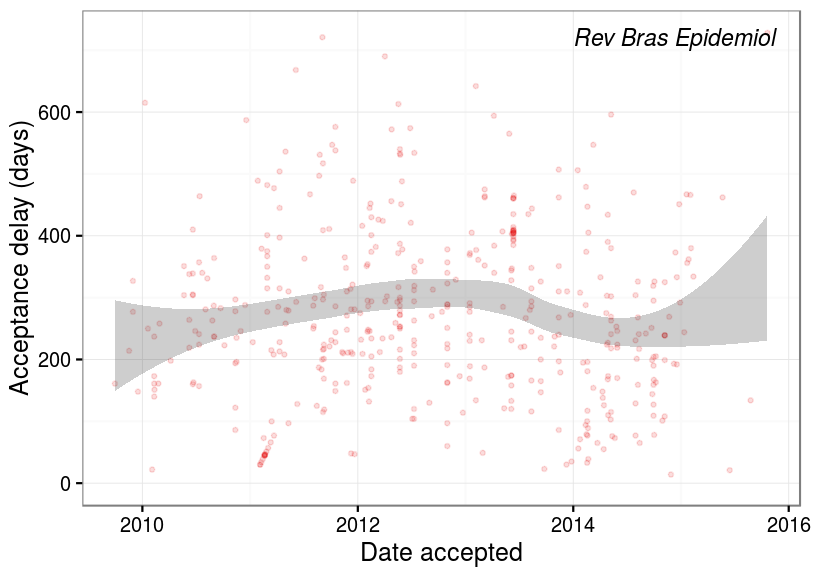 Rev Bras Epidemiol
Acceptance delay (days)
600
400
200
0
2010 2012 2014 2016
Date accepted